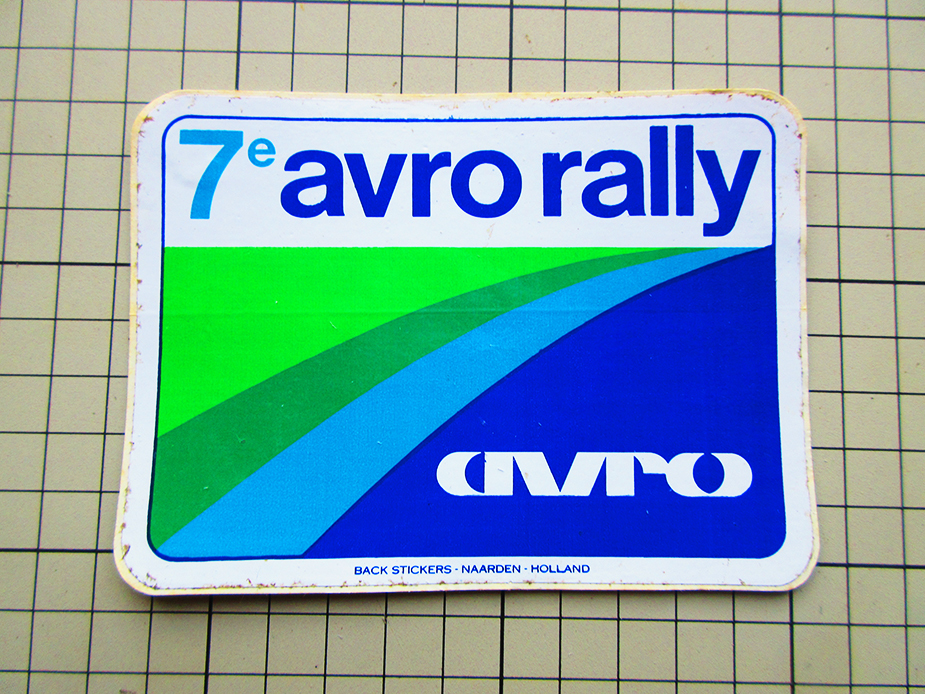 7e avro rally
avro
BACK STICKERS - NAARDEN - HOLLAND